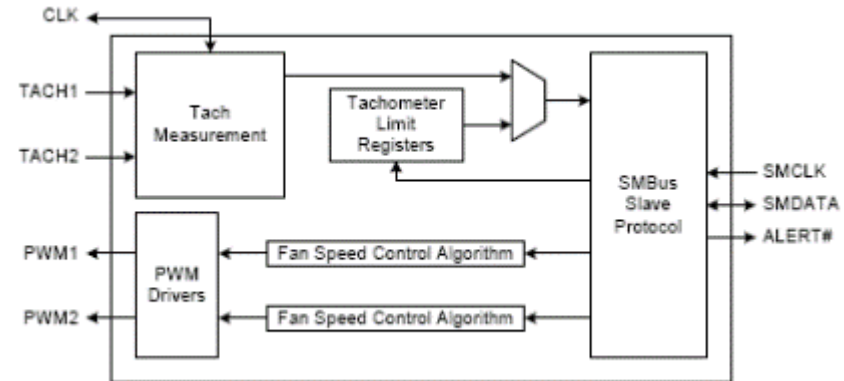 CLK
TACH1
TACH2
Tach
Measurement
Tachometer
Limit
Registers
SMBus
Slave
Protocol
SMCLK
SMDATA
ALERT#
PWM1
PWM2
PWM
Drivers
Fan Speed Control Algorithm
Fan Speed Control Algorithm